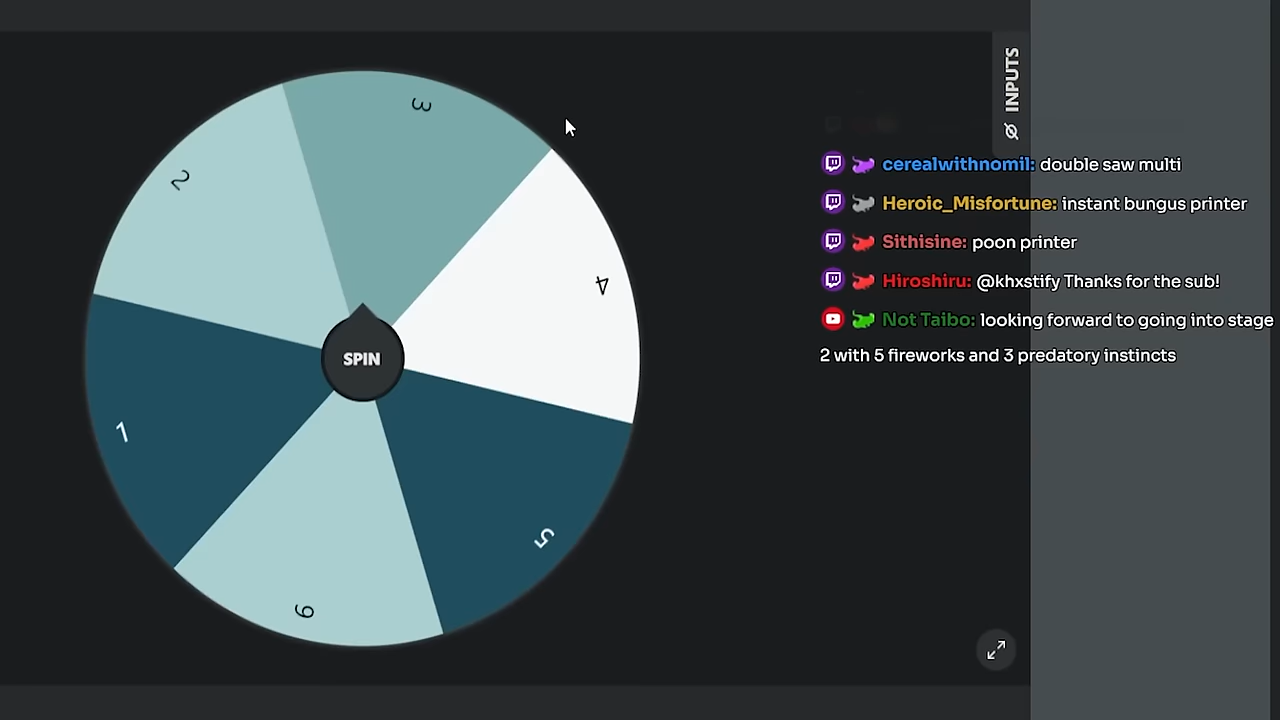 INPUTS
3
2
4
SPIN
1
5
6
cerealwithnomil: double saw multi
Heroic_Misfortune: instant bungus printer
Sithisine: poon printer
Hiroshiru: @khxstify Thanks for the sub!
Not Taibo: looking forward to going into stage
2 with 5 fireworks and 3 predatory instincts